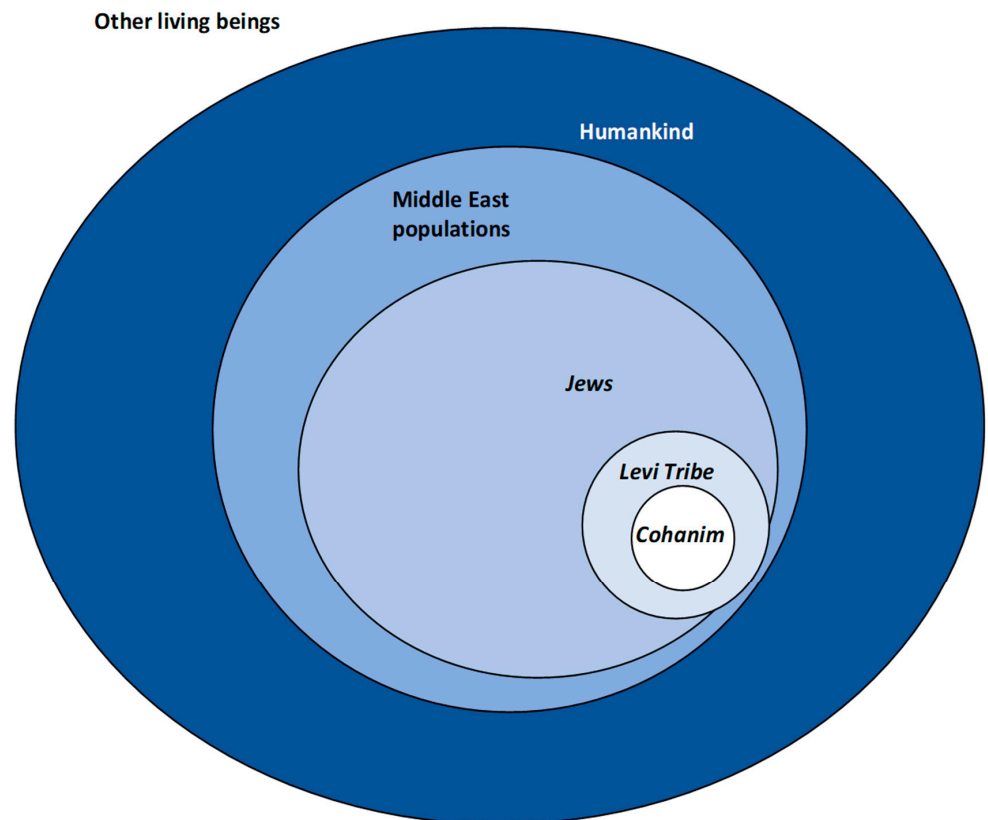 Other living beings
Humankind
Middle East
populations
Jews
Levi Tribe
Cohanim